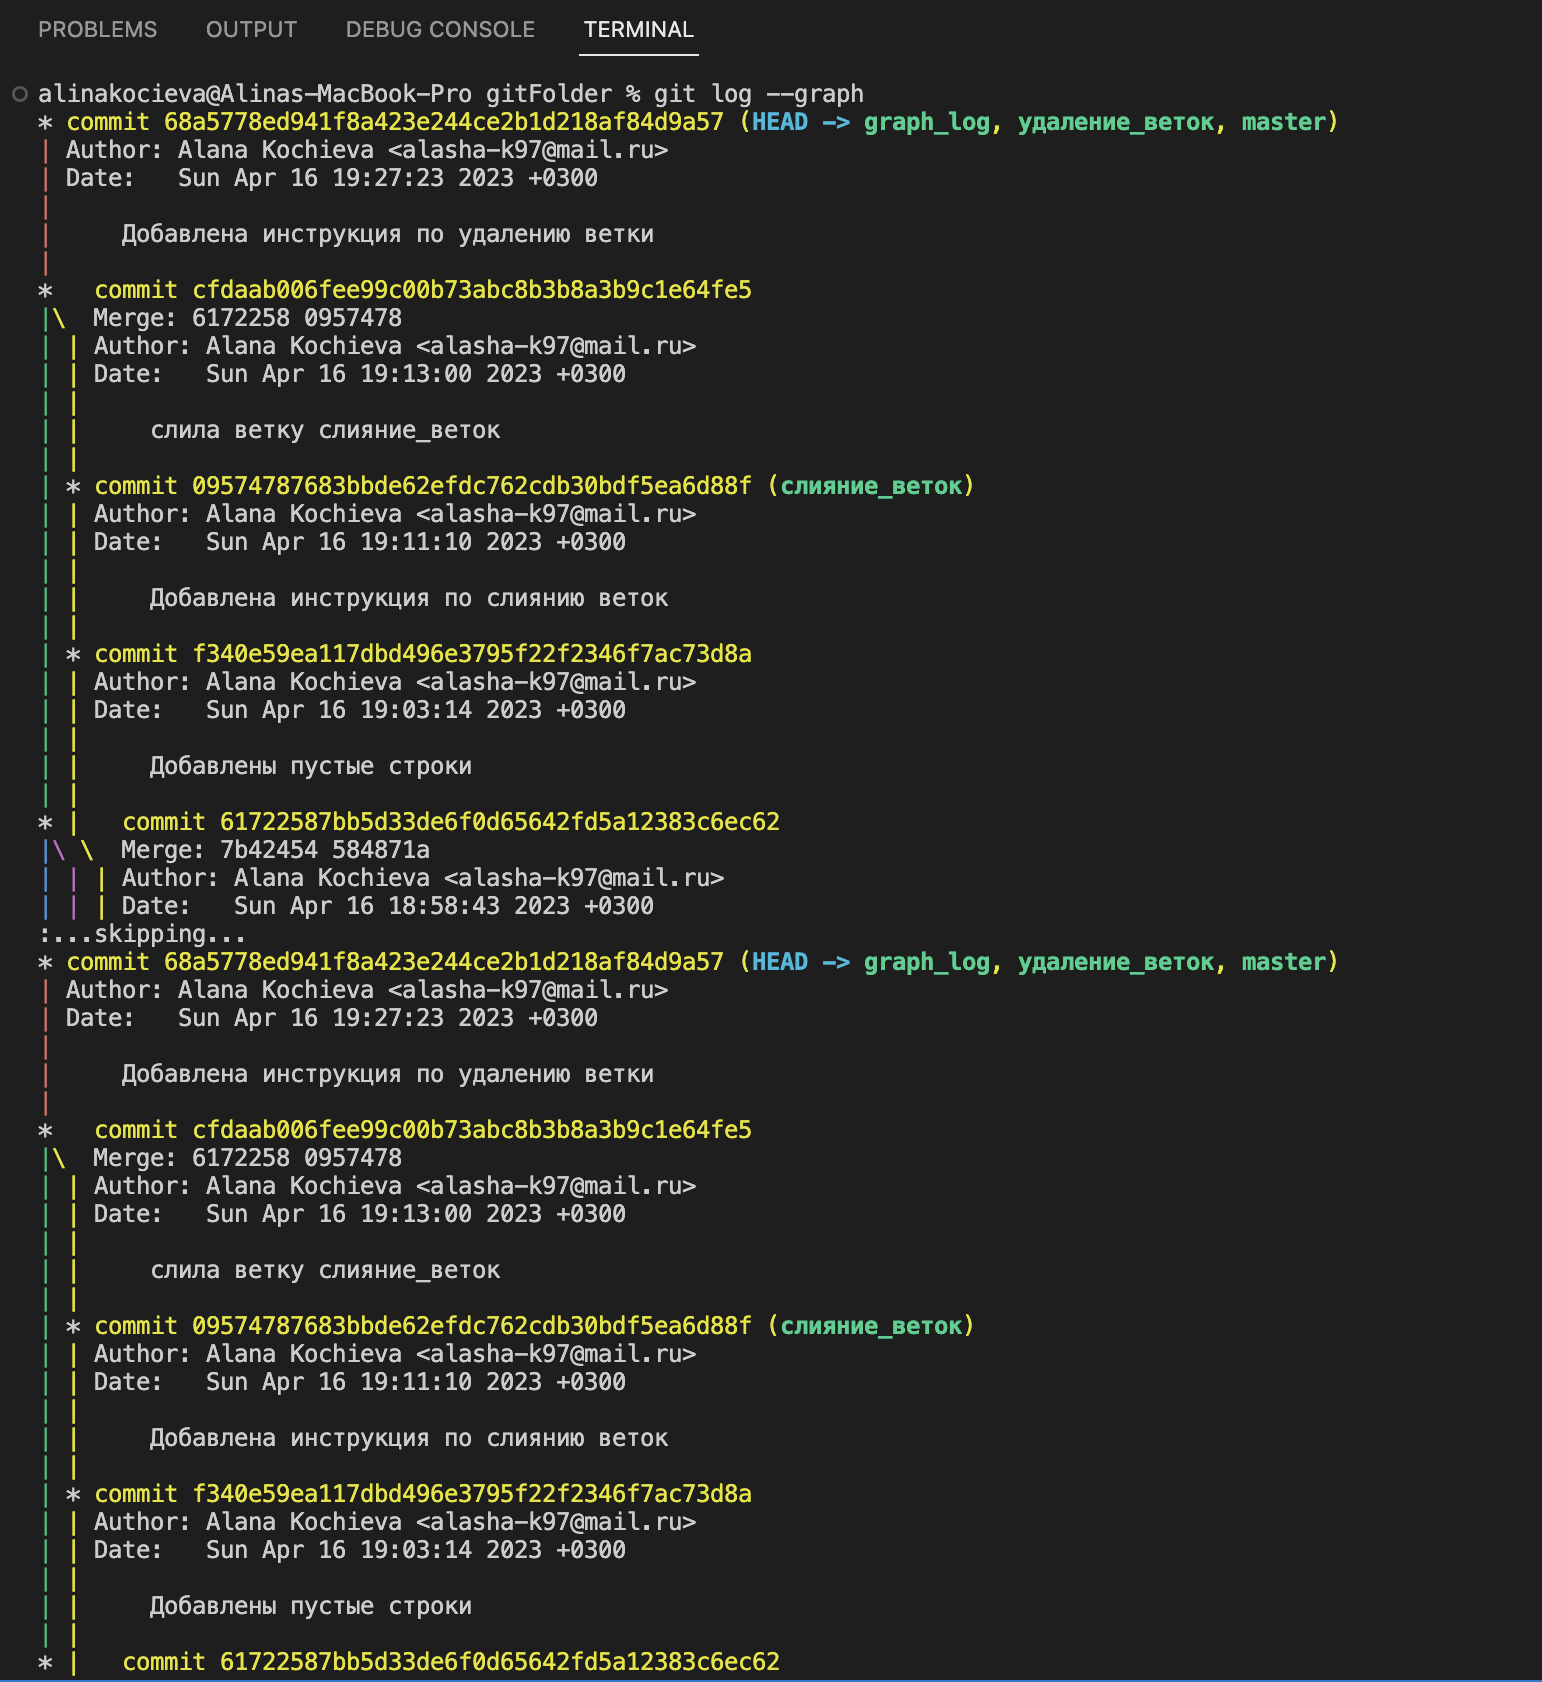 PROBLEMS OUTPUT DEBUG CONSOLE TERMINAL
alinakocieva@Alinas-MacBook-Pro gitFolder % git log --graph
* commit 68a5778ed941f8a423e244ce2b1d218af84d9a57 (HEAD -> graph_log, удаление_веток, master)
| Author: Alana Kochieva <alasha-k97@mail.ru>
| Date:   Sun Apr 16 19:27:23 2023 +0300
|
|     Добавлена инструкция по удалению ветки
|
*   commit cfdaab006fee99c00b73abc8b3b8a3b9c1e64fe5
|\  Merge: 6172258 0957478
| | Author: Alana Kochieva <alasha-k97@mail.ru>
| | Date:   Sun Apr 16 19:13:00 2023 +0300
| |
| |     слила ветку слияние_веток
| |
| * commit 09574787683bbde62efdc762cdb30bdf5ea6d88f (слияние_веток)
| | Author: Alana Kochieva <alasha-k97@mail.ru>
| | Date:   Sun Apr 16 19:11:10 2023 +0300
| |
| |     Добавлена инструкция по слиянию веток
| |
| * commit f340e59ea117dbd496e3795f22f2346f7ac73d8a
| | Author: Alana Kochieva <alasha-k97@mail.ru>
| | Date:   Sun Apr 16 19:03:14 2023 +0300
| |
| |     Добавлены пустые строки
| |
* |   commit 61722587bb5d33de6f0d65642fd5a12383c6ec62
|\ \  Merge: 7b42454 584871a
| | | Author: Alana Kochieva <alasha-k97@mail.ru>
| | | Date:   Sun Apr 16 18:58:43 2023 +0300
:...skipping...
* commit 68a5778ed941f8a423e244ce2b1d218af84d9a57 (HEAD -> graph_log, удаление_веток, master)
| Author: Alana Kochieva <alasha-k97@mail.ru>
| Date:   Sun Apr 16 19:27:23 2023 +0300
|
|     Добавлена инструкция по удалению ветки
|
*   commit cfdaab006fee99c00b73abc8b3b8a3b9c1e64fe5
|\  Merge: 6172258 0957478
| | Author: Alana Kochieva <alasha-k97@mail.ru>
| | Date:   Sun Apr 16 19:13:00 2023 +0300
| |
| |     слила ветку слияние_веток
| |
| * commit 09574787683bbde62efdc762cdb30bdf5ea6d88f (слияние_веток)
| | Author: Alana Kochieva <alasha-k97@mail.ru>
| | Date:   Sun Apr 16 19:11:10 2023 +0300
| |
| |     Добавлена инструкция по слиянию веток
| |
| * commit f340e59ea117dbd496e3795f22f2346f7ac73d8a
| | Author: Alana Kochieva <alasha-k97@mail.ru>
| | Date:   Sun Apr 16 19:03:14 2023 +0300
| |
| |     Добавлены пустые строки
| |
* |   commit 61722587bb5d33de6f0d65642fd5a12383c6ec62